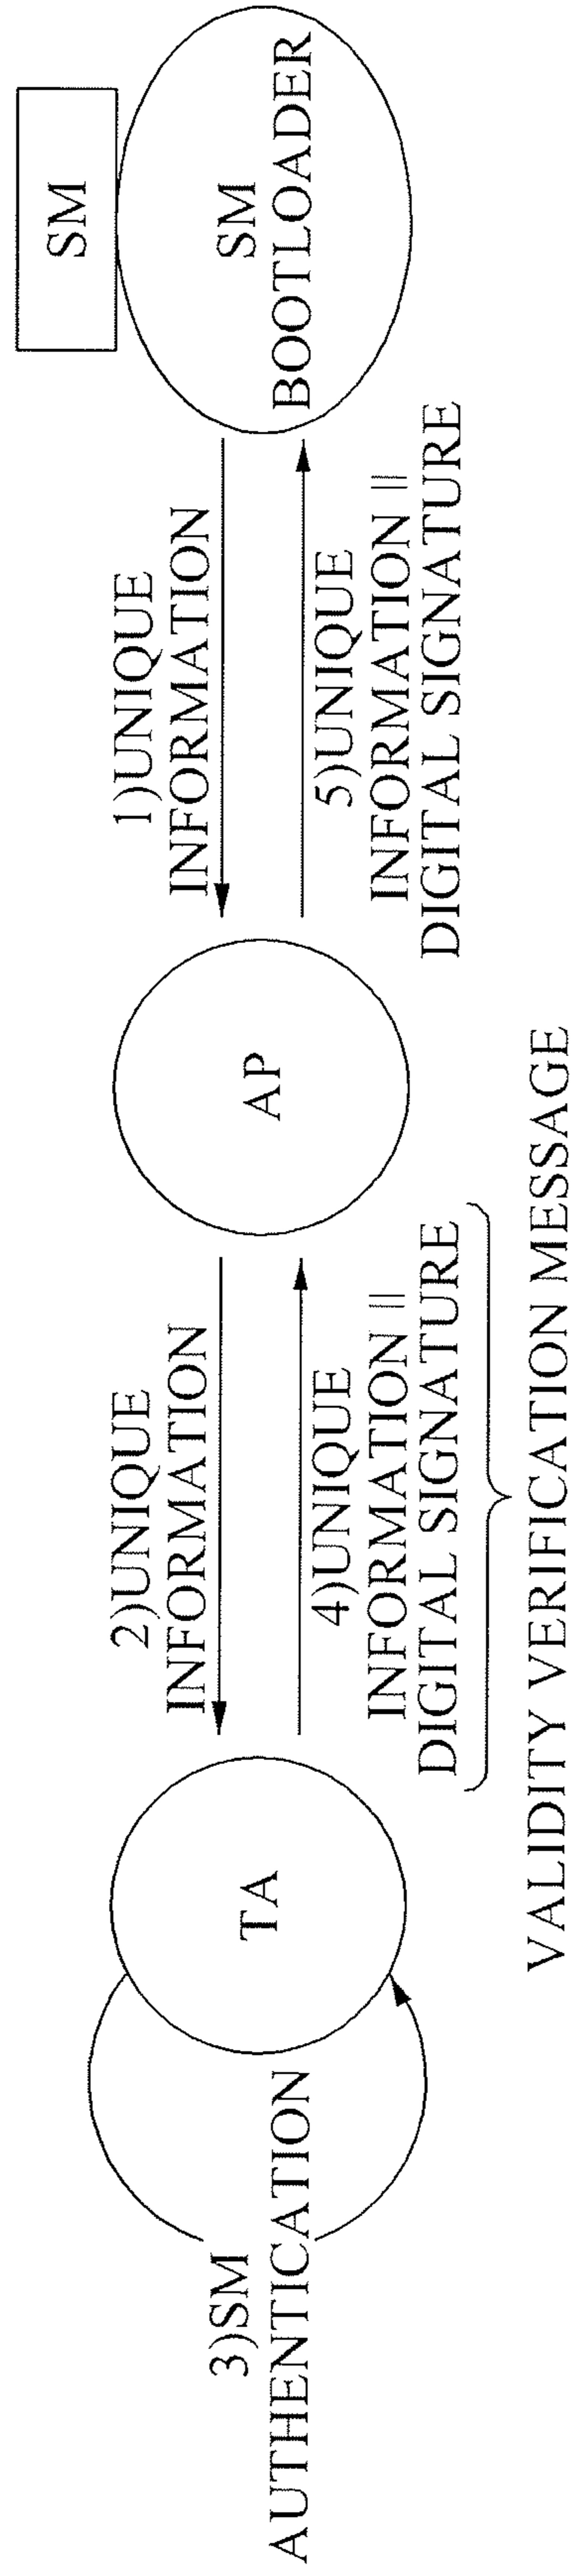 3)SM
AUTHENTICATION
TA
2)UNIQUE
INFORMATION
4)UNIQUE
INFORMATION ||
DIGITAL SIGNATURE
VALIDITY VERIFICATION MESSAGE
AP
1)UNIQUE
INFORMATION
5)UNIQUE
INFORMATION ||
DIGITAL SIGNATURE
SM
SM
BOOTLOADER